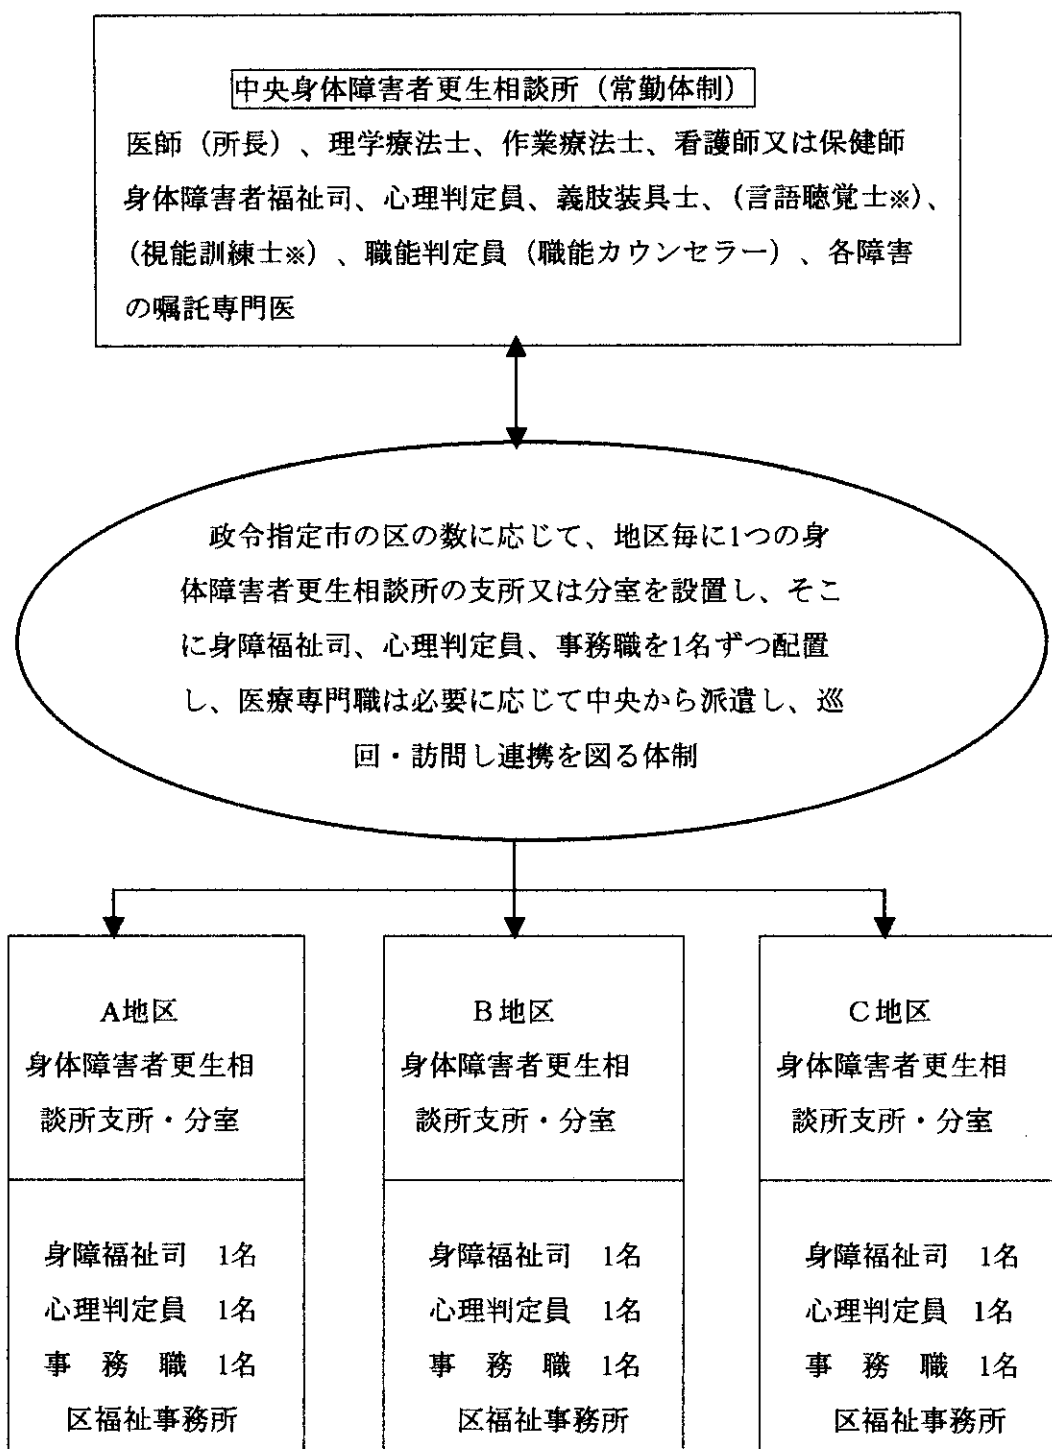 中央身体障害者更生相談所（常勤体制）
医師（所長）、理学療法士、作業療法士、看護師又は保健師
身体障害者福祉司、心理判定員、義肢装具士、（言語聴覚士※）、
（視能訓練士※）、職能判定員（職能カウンセラー）、各障害
の嘱託専門医
政令指定市の区の数に応じて、地区毎に1つの身
体障害者更生相談所の支所又は分室を設置し、そこ
に身障福祉司、心理判定員、事務職を1名ずつ配置
し、医療専門職は必要に応じて中央から派遣し、巡
回・訪問し連携を図る体制
A地区
身体障害者更生相
談所支所・分室
身障福祉司　1名
心理判定員　1名
事　務　職　1名
区福祉事務所
B地区
身体障害者更生相
談所支所・分室
身障福祉司　1名
心理判定員　1名
事　務　職　1名
区福祉事務所
C地区
身体障害者更生相
談所支所・分室
身障福祉司　1名
心理判定員　1名
事　務　職　1名
区福祉事務所